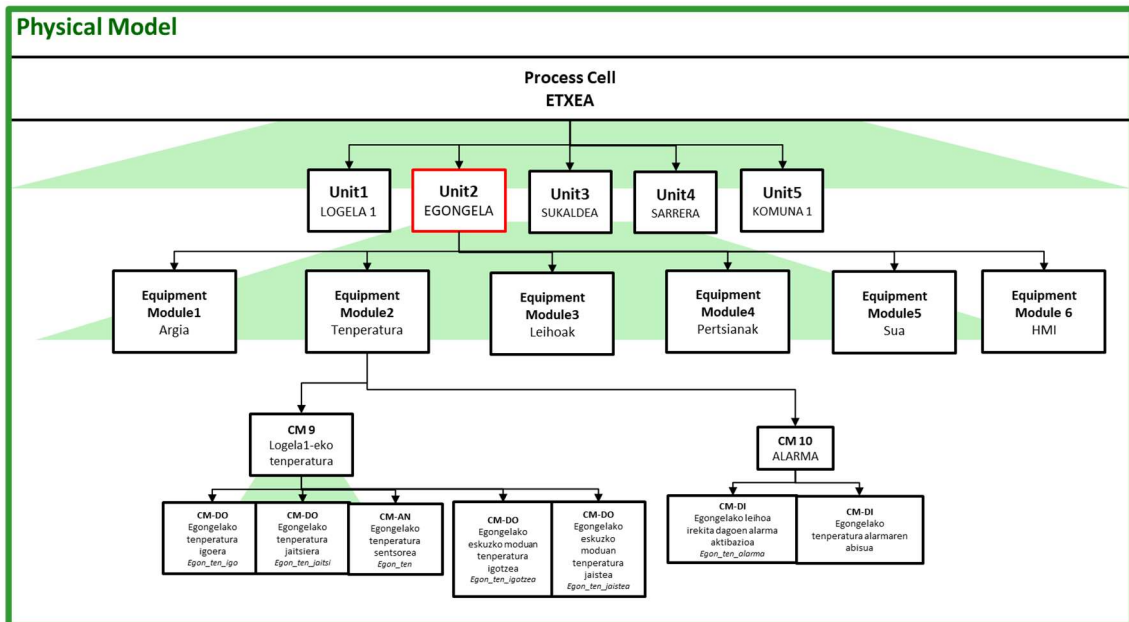 Physical Model
Process Cell
ETXEA
Unit1
LOGELA 1
Unit2
EGONGELA
Unit3
SUKALDEA
Unit4
SARRERA
Unit5
KOMUNA 1
Equipment
Module1
Argia
Equipment
Module2
Tenperatura
Equipment
Module3
Leihoak
Equipment
Module4
Pertsianak
Equipment
Module5
Sua
Equipment
Module 6
HMI
CM 9
Logela1-eko
tenperatura
CM 10
ALARMA
CM-DO
Egongelako
tenperatura
igoera
Egon_ten_igo
CM-DO
Egongelako
tenperatura
jaitsiera
Egon_ten_jaitsi
CM-AN
Egongelako
tenperatura
sentsorea
Egon_ten
CM-DO
Egongelako
eskuzko moduan
tenperatura
igotzea
Egon_ten_igotzea
CM-DO
Egongelako
eskuzko
moduan
tenperatura
jaistea
Egon_ten_jaistea
CM-DI
Egongelako leihoa
irekita dagoen alarma
aktibazioa
Egon_ten_alarma
CM-DI
Egongelako
tenperatura alarmaren
abisua